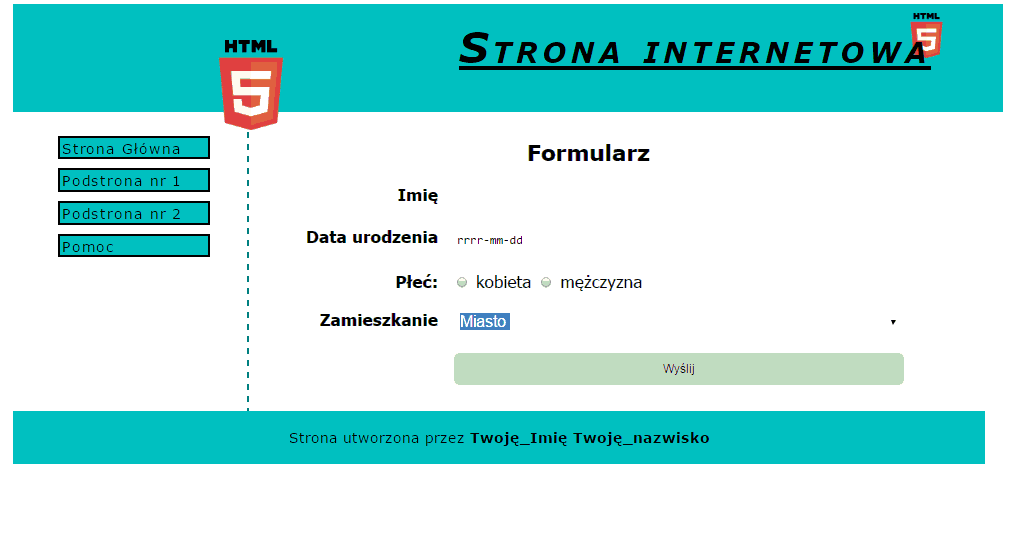 HTML
5
STRONA INTERNETOWA
HTML
5
Strona Główna
Podstrona nr 1
Podstrona nr 2
Pomoc
Formularz
Imię
Data urodzenia rrrr-mm-dd
Płeć: kobieta mężczyzna
Zamieszkanie Miasto
Wyślij
Strona utworzona przez Twoję_Imię Twoję_nazwisko